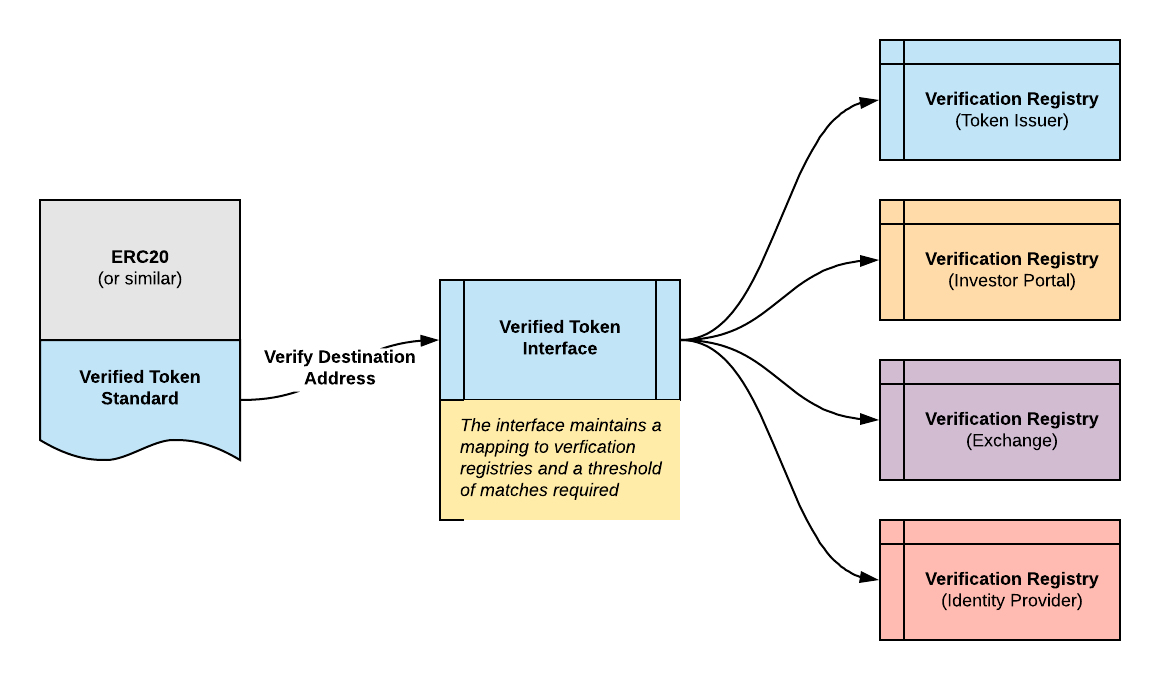 ERC20
(or similar)
Verified Token
Standard
Verify Destination
Address
Verified Token
Interface
The interface maintains a
mapping to verfication
registries and a threshold
of matches required
Verification Registry
(Token Issuer)
Verification Registry
(Investor Portal)
Verification Registry
(Exchange)
Verification Registry
(Identity Provider)